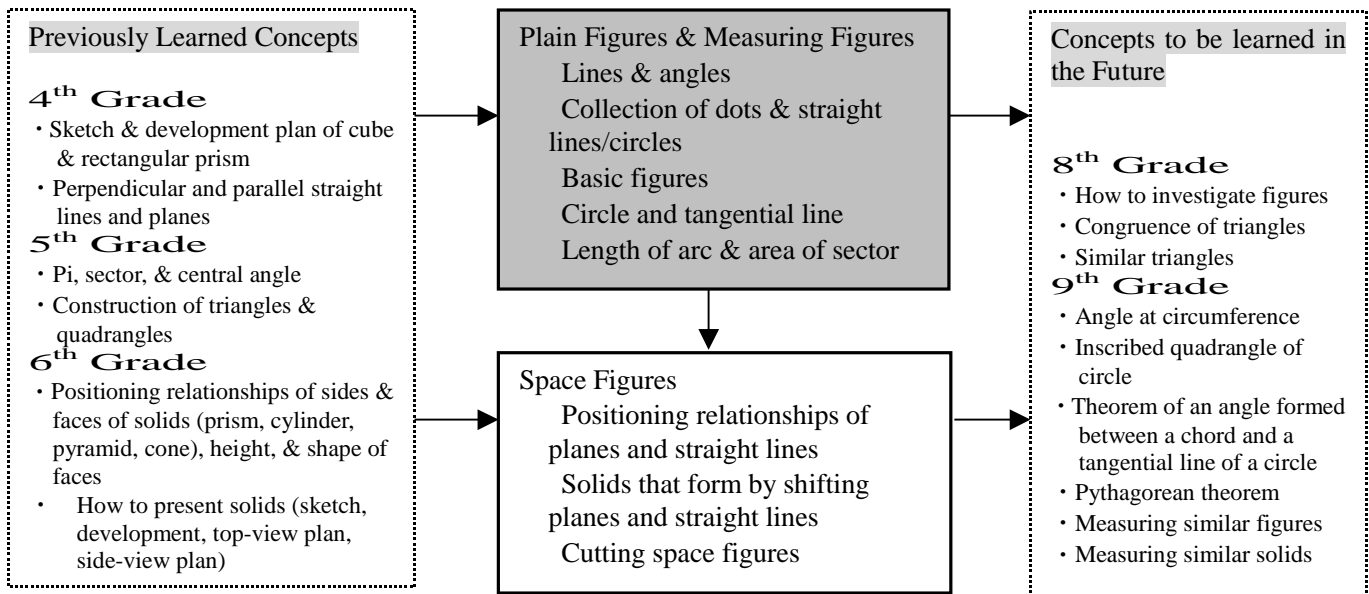 Previously Learned Concepts
4th Grade
・Sketch & development plan of cube
& rectangular prism
・Perpendicular and parallel straight
lines and planes
5th Grade
・Pi, sector, & central angle
・Construction of triangles &
quadrangles
6th Grade
・Positioning relationships of sides &
faces of solids (prism, cylinder,
pyramid, cone), height, & shape of
faces
・ How to present solids (sketch,
development, top-view plan,
side-view plan)
Plain Figures & Measuring Figures
Lines & angles
Collection of dots & straight
lines/circles
Basic figures
Circle and tangential line
Length of arc & area of sector
Space Figures
Positioning relationships of
planes and straight lines
Solids that form by shifting
planes and straight lines
Cutting space figures
Concepts to be learned in
the Future
8th Grade
・How to investigate figures
・Congruence of triangles
・Similar triangles
9th Grade
・Angle at circumference
・Inscribed quadrangle of
circle
・Theorem of an angle formed
between a chord and a
tangential line of a circle
・Pythagorean theorem
・Measuring similar figures
・Measuring similar solids